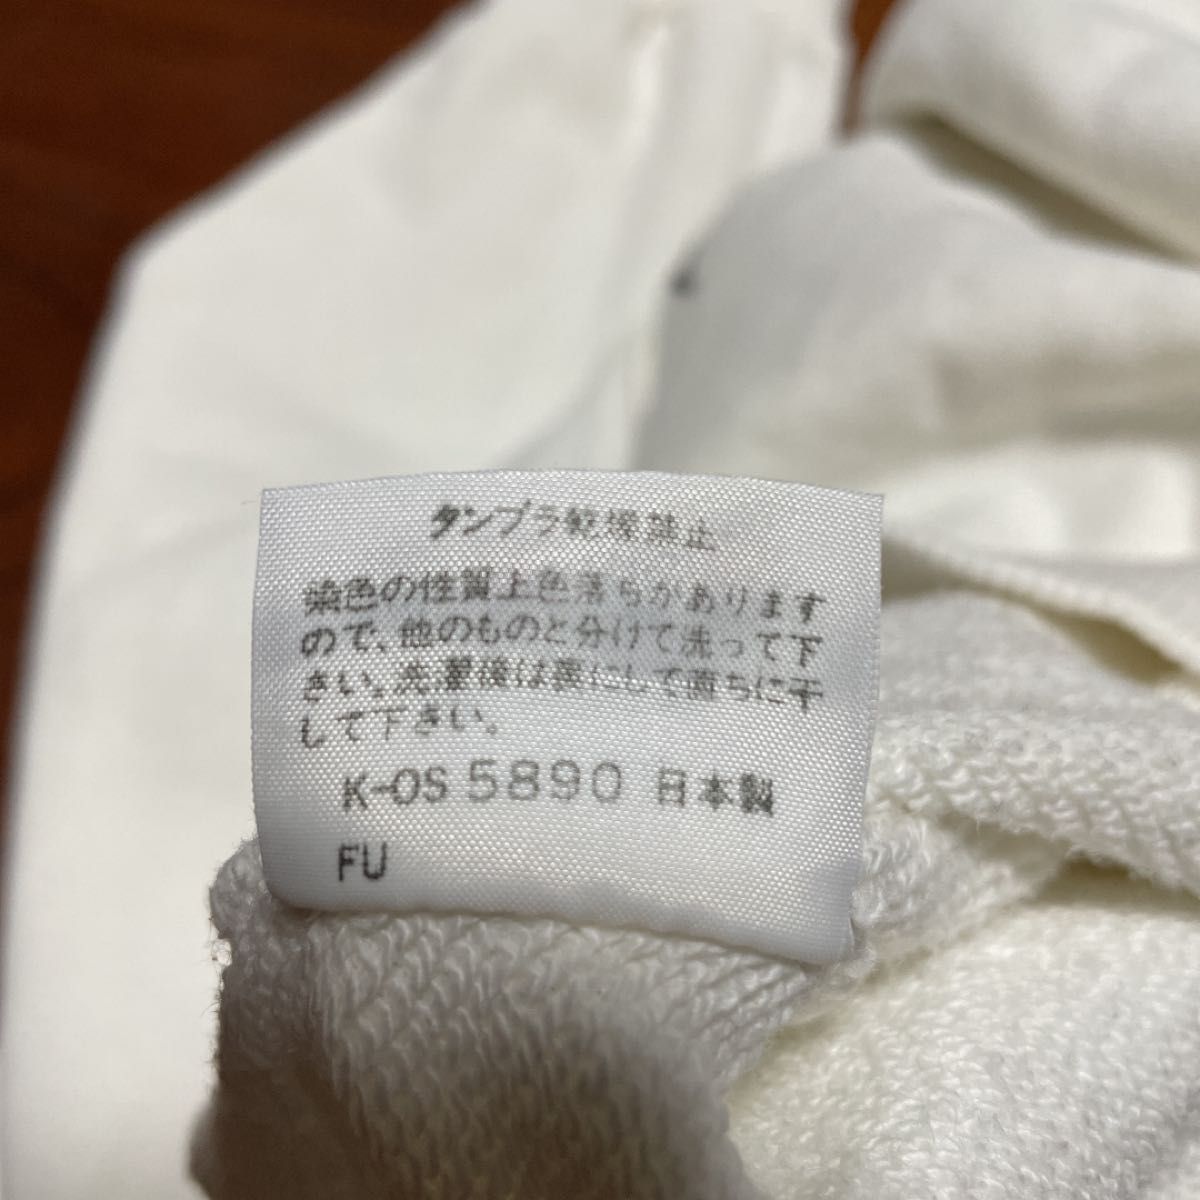 タンブラ乾燥禁止
染色の性質上色落ちがあります
ので、他のものと分けて洗って下
さい。洗濯後は裏にして直ちに干
して下さい。
K-OS 5890 日本製
FU